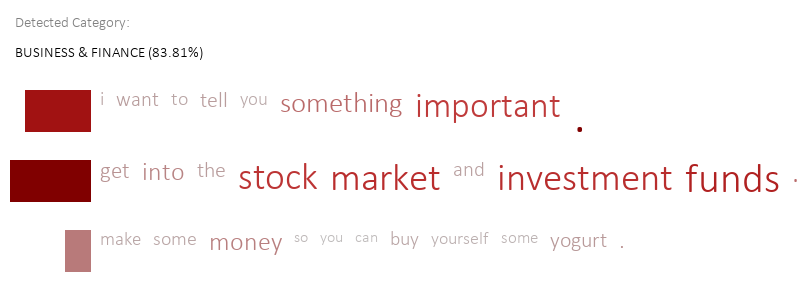 Detected Category:
BUSINESS & FINANCE (83.81%)
i want to tell you something important .
get into the stock market and investment funds .
make some money so you can buy yourself some yogurt .